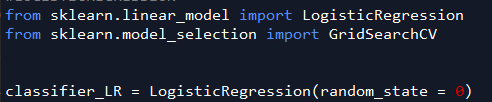 from sklearn.linear_model import LogisticRegression
from sklearn.model_selection import GridSearchCV
classifier_LR = LogisticRegression(random_state = 0)